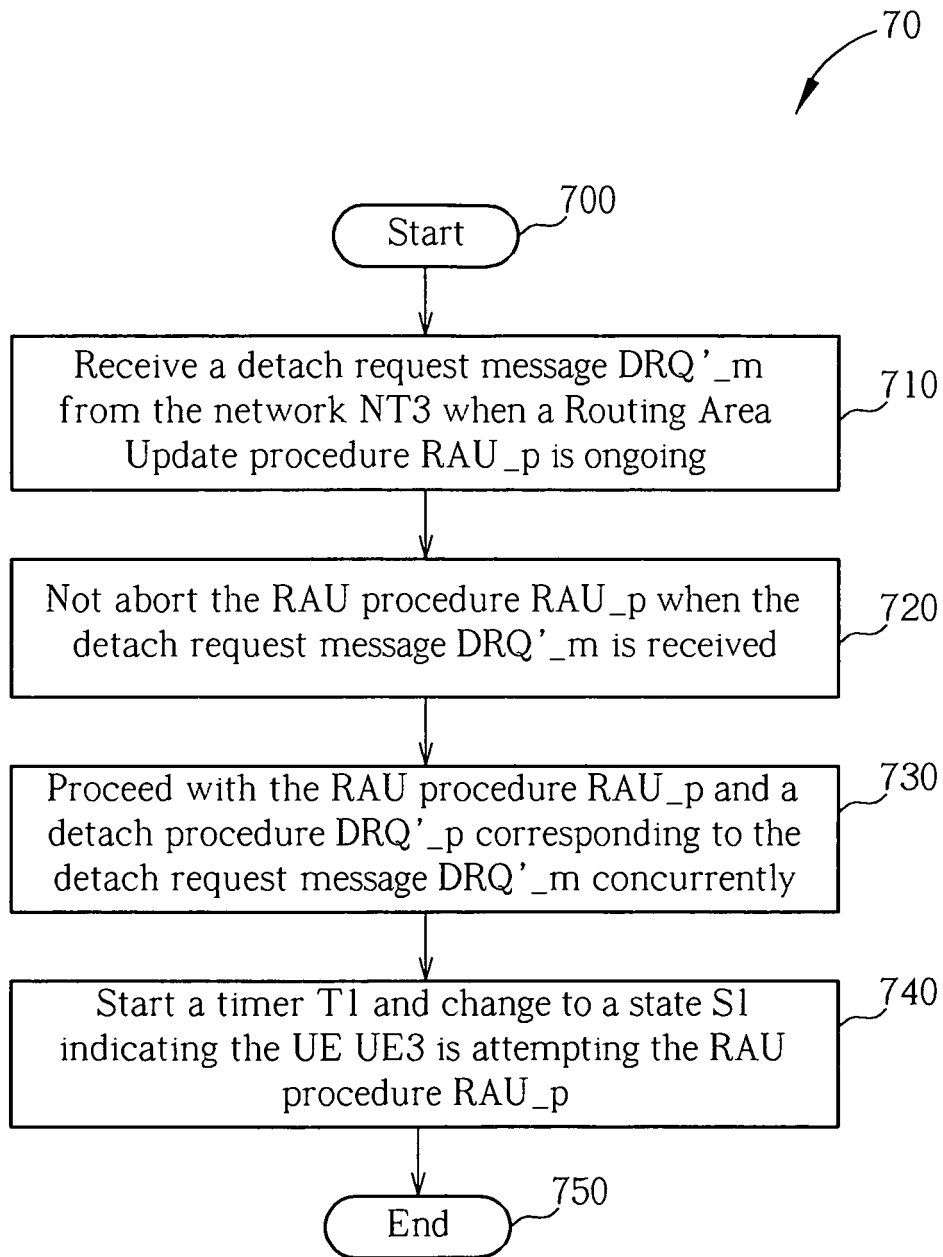 70
700
Start
Receive a detach request message DRQ'_m
from the network NT3 when a Routing Area
Update procedure RAU_p is ongoing
710
Not abort the RAU procedure RAU_p when the
detach request message DRQ'_m is received
720
Proceed with the RAU procedure RAU_p and a
detach procedure DRQ'_p corresponding to the
detach request message DRQ'_m concurrently
730
Start a timer T1 and change to a state S1
indicating the UE UE3 is attempting the RAU
procedure RAU_p
740
End
750